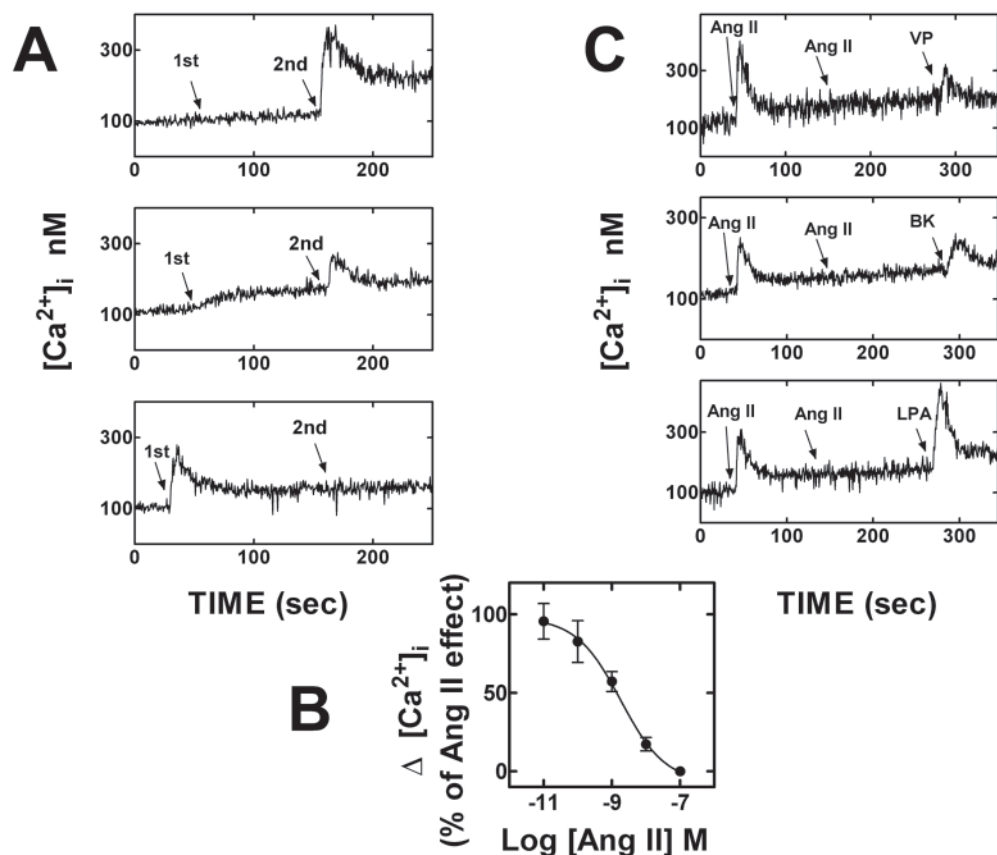 A
300
100
1st
2nd
0
100
200
300
100
1st
2nd
0
100
200
300
100
1st
2nd
0
100
200
[Ca²⁺]ᵢ nM
TIME (sec)
C
300
100
Ang II
Ang II
VP
0
100
200
300
300
100
Ang II
Ang II
BK
0
100
200
300
300
100
Ang II
Ang II
LPA
0
100
200
300
[Ca²⁺]ᵢ nM
TIME (sec)
B
Δ [Ca²⁺]ᵢ
(% of Ang II effect)
100
50
0
-11
-9
-7
Log [Ang II] M